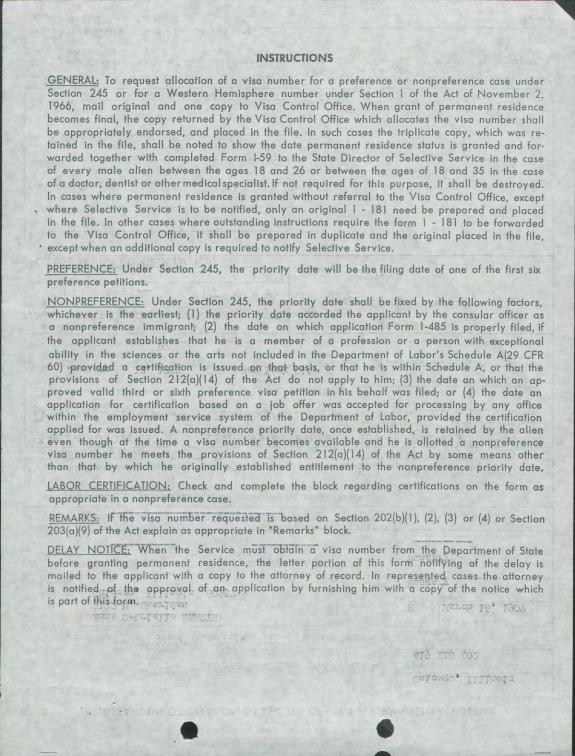 INSTRUCTIONS
GENERAL: To request allocation of a visa number for a preference or nonpreference case under
Section 245 or for a Western Hemisphere number under Section 1 of the Act of November 2,
1966, mail original and one copy to Visa Control Office. When grant of permanent residence
becomes final, the copy returned by the Visa Control Office which allocates the visa number shall
be appropriately endorsed, and placed in the file. In such cases the triplicate copy, which was re-
tained in the file, shall be noted to show the date permanent residence status is granted and for-
warded together with completed Form I-59 to the State Director of Selective Service in the case
of every male alien between the ages 18 and 26 or between the ages of 18 and 35 in the case
of a doctor, dentist or other medical specialist. If not required for this purpose, it shall be destroyed.
In cases where permanent residence is granted without referral to the Visa Control Office, except
where Selective Service is to be notified, only an original 1 - 181 need be prepared and placed
in the file. In other cases where outstanding instructions require the form 1 - 181 to be forwarded
to the Visa Control Office, it shall be prepared in duplicate and the original placed in the file,
except when an additional copy is required to notify Selective Service.
PREFERENCE: Under Section 245, the priority date will be the filing date of one of the first six
preference petitions.
NONPREFERENCE: Under Section 245, the priority date shall be fixed by the following factors,
whichever is the earliest; (1) the priority date accorded the applicant by the consular officer as
a nonpreference immigrant; (2) the date on which application Form I-485 is properly filed, if
the applicant establishes that he is a member of a profession or a person with exceptional
ability in the sciences or the arts not included in the Department of Labor's Schedule A(29 CFR
60) provided a certification is issued on that basis, or that he is within Schedule A, or that the
provisions of Section 212(a)(14) of the Act do not apply to him; (3) the date on which an ap-
proved valid third or sixth preference visa petition in his behalf was filed; or (4) the date an
application for certification based on a job offer was accepted for processing by any office
within the employment service system of the Department of Labor, provided the certification
applied for was issued. A nonpreference priority date, once established, is retained by the alien
even though at the time a visa number becomes available and he is allotted a nonpreference
visa number he meets the provisions of Section 212(a)(14) of the Act by some means other
than that by which he originally established entitlement to the nonpreference priority date.
LABOR CERTIFICATION: Check and complete the block regarding certifications on the form as
appropriate in a nonpreference case.
REMARKS: If the visa number requested is based on Section 202(b)(1), (2), (3) or (4) or Section
203(a)(9) of the Act explain as appropriate in "Remarks" block.
DELAY NOTICE: When the Service must obtain a visa number from the Department of State
before granting permanent residence, the letter portion of this form notifying of the delay is
mailed to the applicant with a copy to the attorney of record. In represented cases the attorney
is notified of the approval of an application by furnishing him with a copy of the notice which
is part of this form.